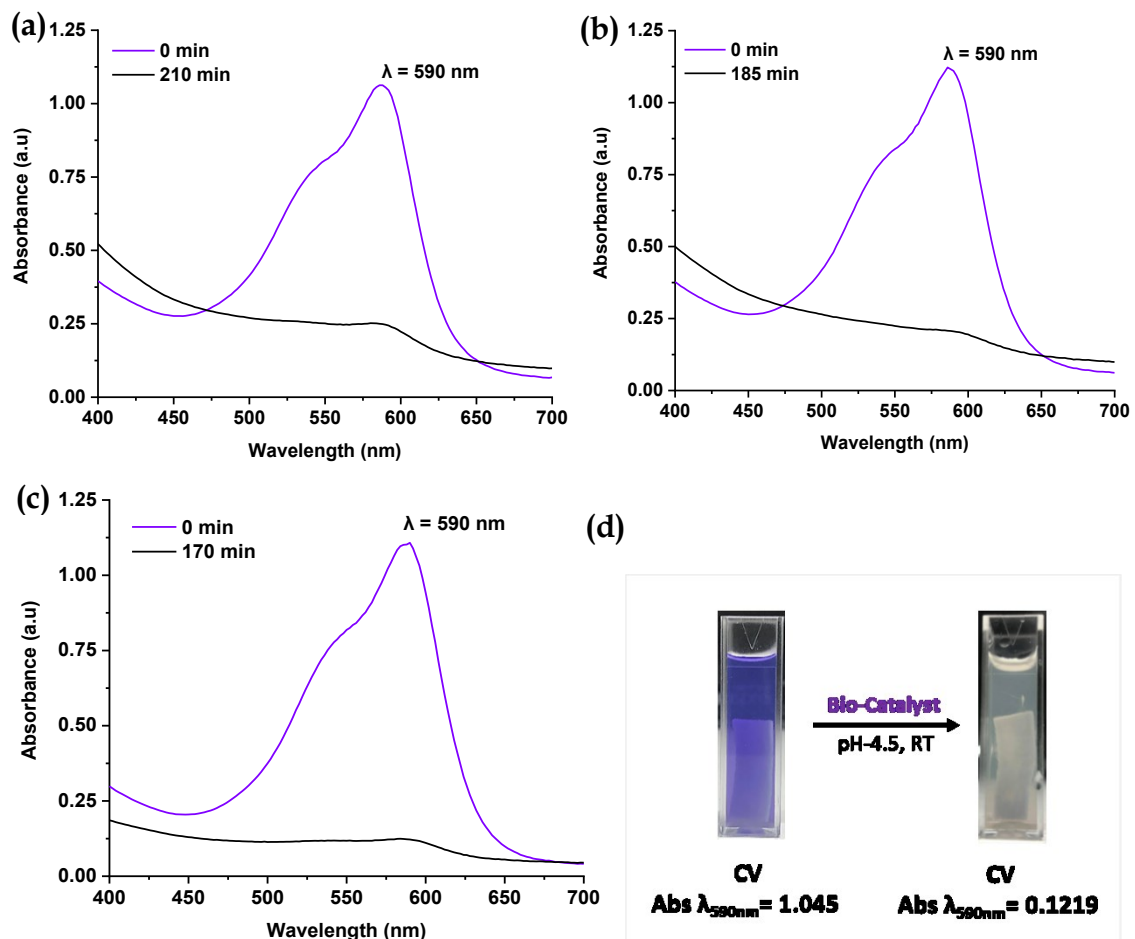 (a)
1.25
1.00
0.75
0.50
0.25
0.00
Absorbance (a.u)
0 min
210 min
λ = 590 nm
400 450 500 550 600 650 700
Wavelength (nm)
(b)
1.25
1.00
0.75
0.50
0.25
0.00
Absorbance (a.u)
0 min
185 min
λ = 590 nm
400 450 500 550 600 650 700
Wavelength (nm)
(c)
1.25
1.00
0.75
0.50
0.25
0.00
Absorbance (a.u)
0 min
170 min
λ = 590 nm
400 450 500 550 600 650 700
Wavelength (nm)
(d)
Bio-Catalyst
pH-4.5, RT
CV
Abs λ590nm= 1.045
CV
Abs λ590nm= 0.1219